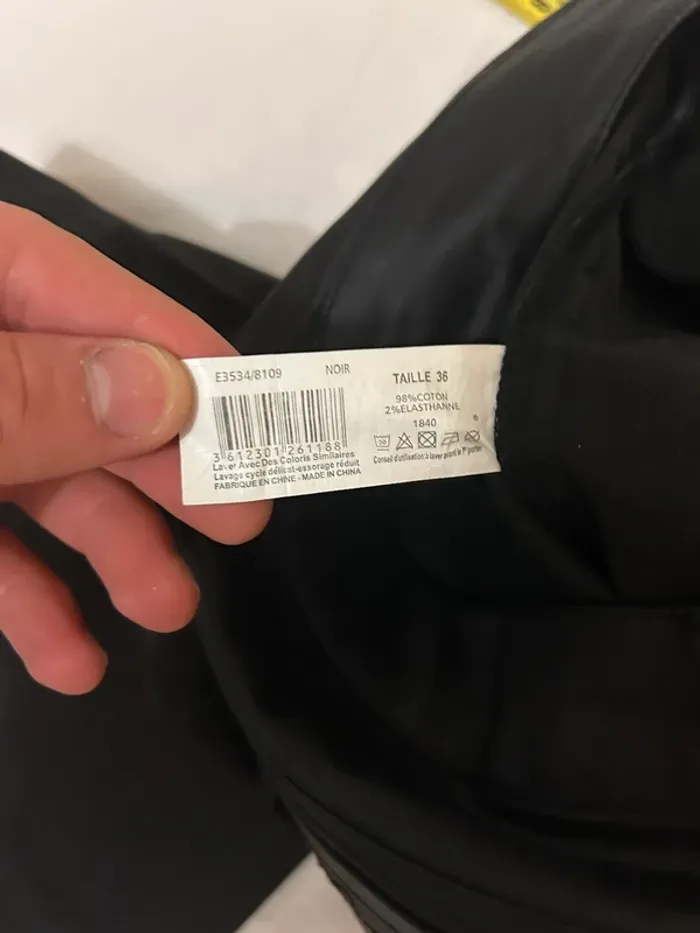 E3534/8109 NOIR
3 612301 261188
Laver Avec Des Coloris Similaires
Lavage cycle délicat-essorage réduit
FABRIQUE EN CHINE - MADE IN CHINA
TAILLE 36
98%COTON
2%ELASTHANNE
1840
30
Conseil d'utilisation:à laver avant le 1er porter